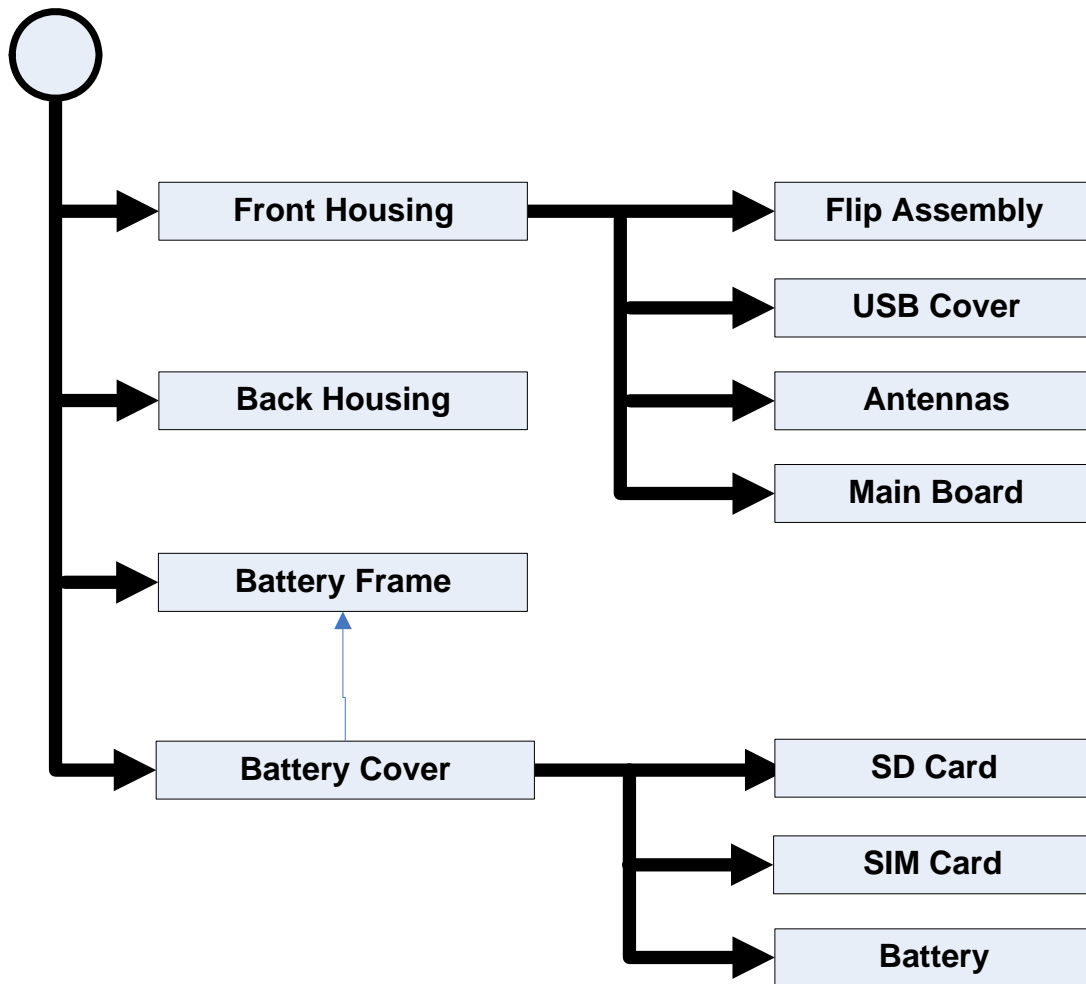 Front Housing
Flip Assembly
USB Cover
Back Housing
Antennas
Main Board
Battery Frame
Battery Cover
SD Card
SIM Card
Battery